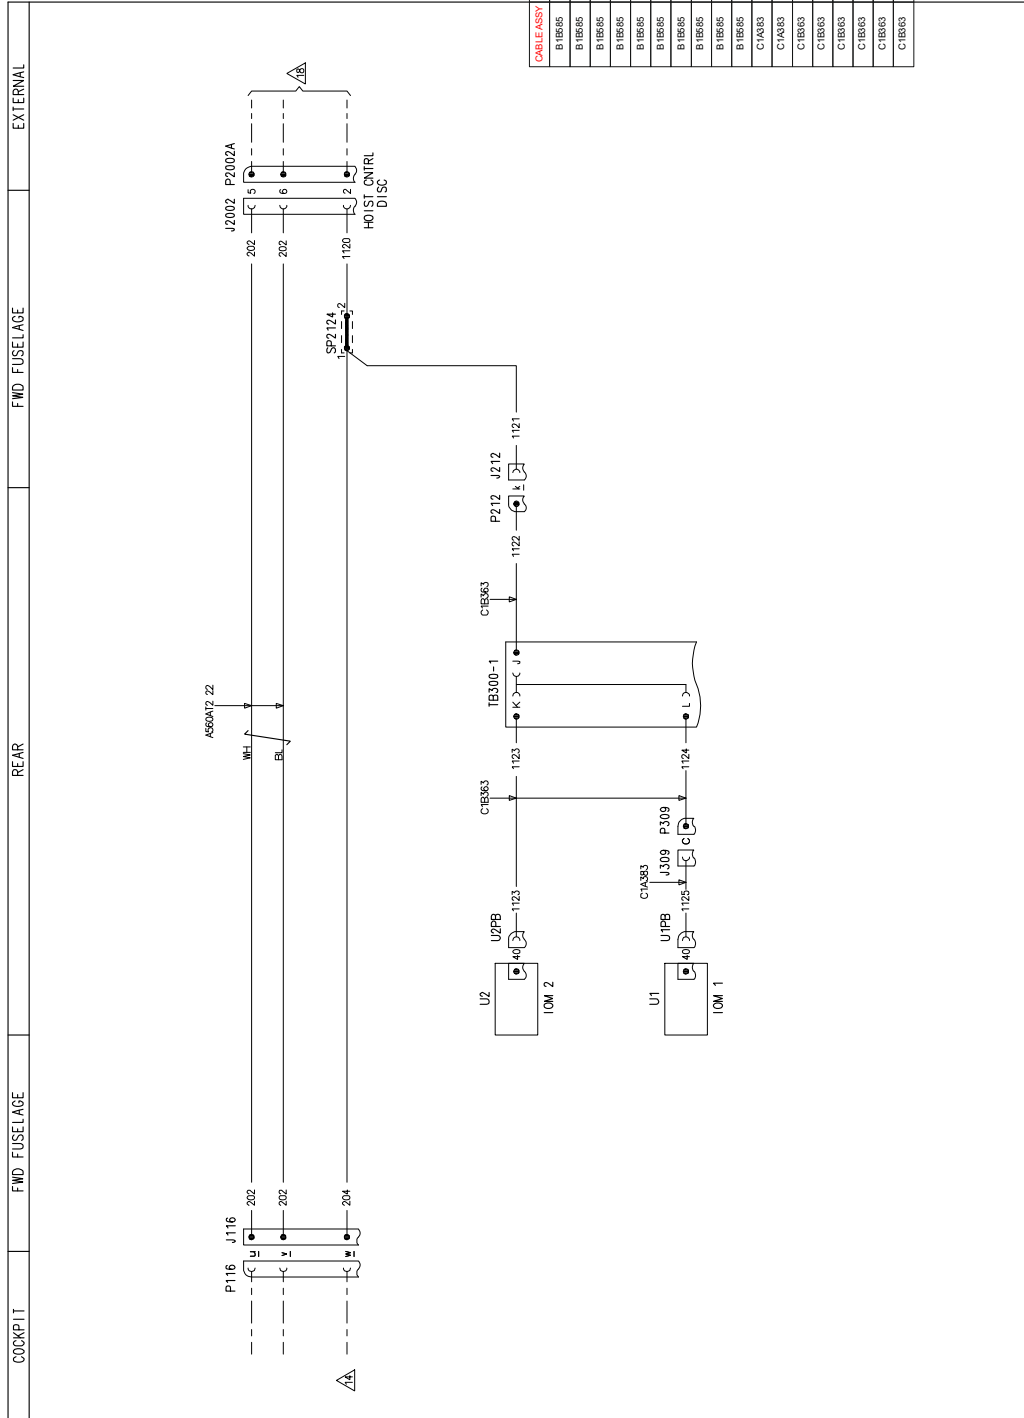 COCKPIT
FWD FUSELAGE
REAR
FWD FUSELAGE
EXTERNAL
P116
J116
u
v
w
202
202
204
14
A560AT2 22
WH
BL
202
202
1120
J2002
P2002A
5
6
2
HOIST CNTRL
DISC
18
SP2124
1
2
1121
J212
P212
k
1122
C1B363
TB300-1
J
K
L
1123
1124
C1B363
P309
J309
C
C1A383
1123
1125
U2PB
U1PB
40
40
U2
IOM 2
U1
IOM 1
CABLE ASSY
B1B585
B1B585
B1B585
B1B585
B1B585
B1B585
B1B585
B1B585
B1B585
B1B585
C1A383
C1A383
C1B363
C1B363
C1B363
C1B363
C1B363
C1B363